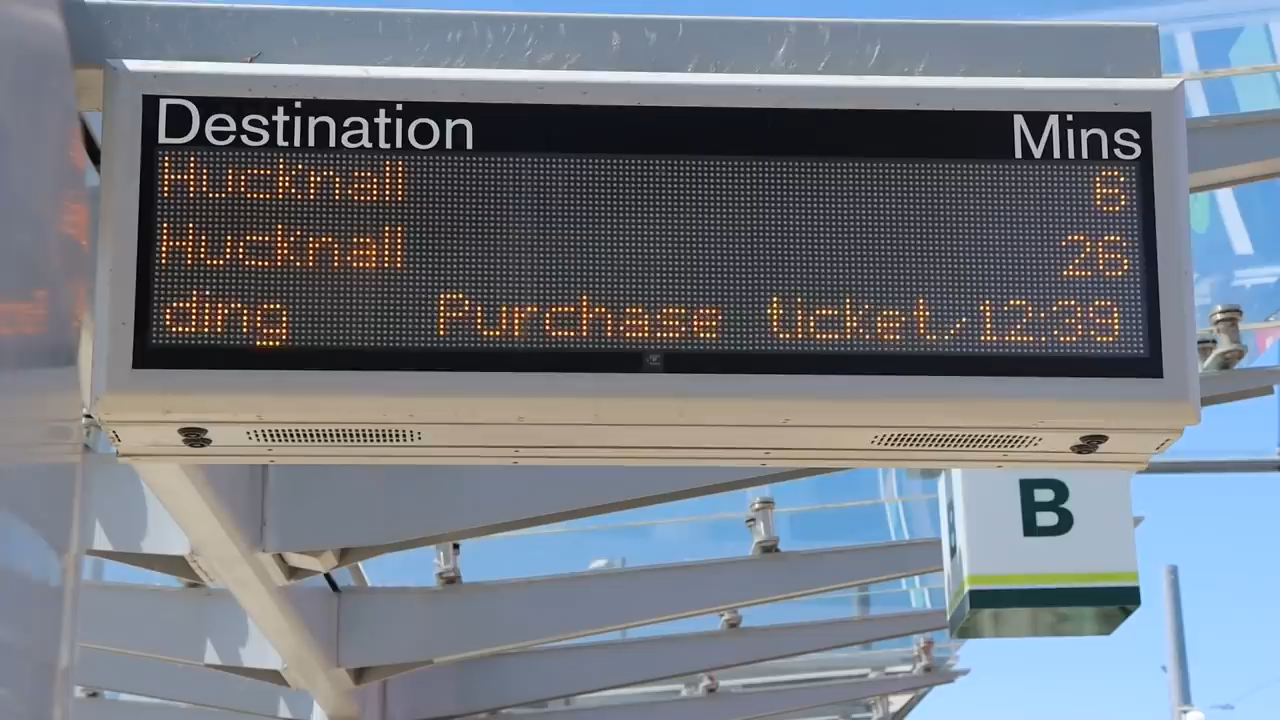 Destination Mins
Hucknall 6
Hucknall 26
ding Purchase ticket 12:39
B